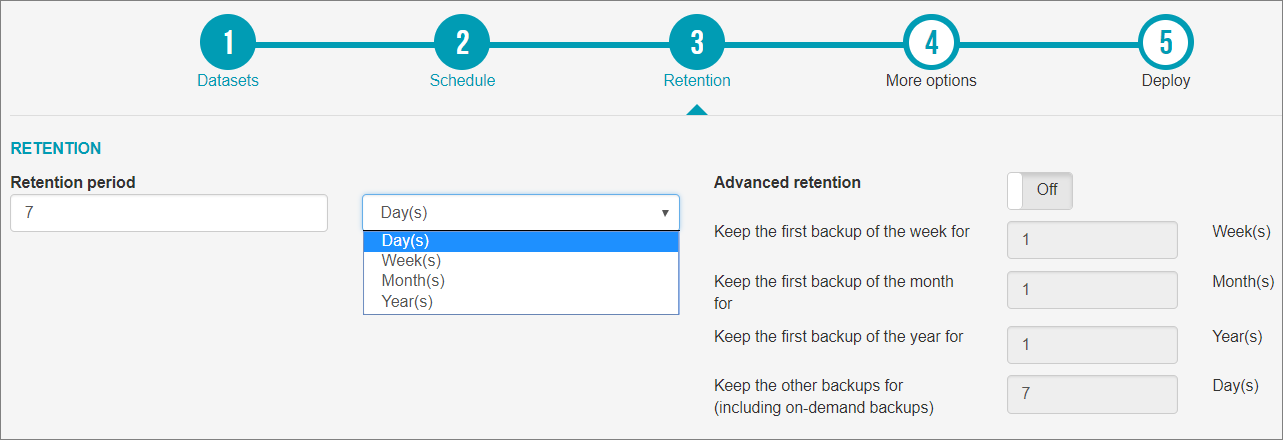 1 2 3 4 5
Datasets Schedule Retention More options Deploy
RETENTION
Retention period
7
Day(s)
Day(s)
Week(s)
Month(s)
Year(s)
Advanced retention Off
Keep the first backup of the week for 1 Week(s)
Keep the first backup of the month 1 Month(s)
for
Keep the first backup of the year for 1 Year(s)
Keep the other backups for 7 Day(s)
(including on-demand backups)